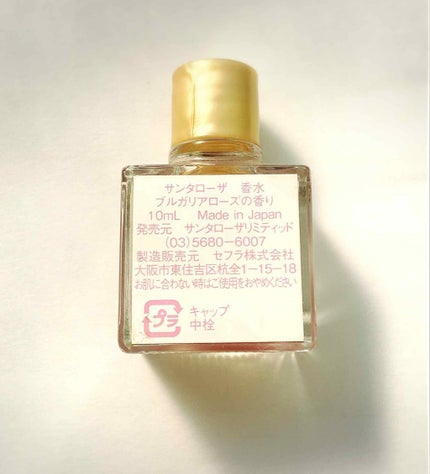 サンタローザ 香水
ブルガリアローズの香り
10mL Made in Japan
発売元 サンタローザリミティッド
(03)5680-6007
製造販売元 セフラ株式会社
大阪市東住吉区杭全1-15-18
お肌に合わない時はご使用をおやめください
プラ
キャップ
中栓